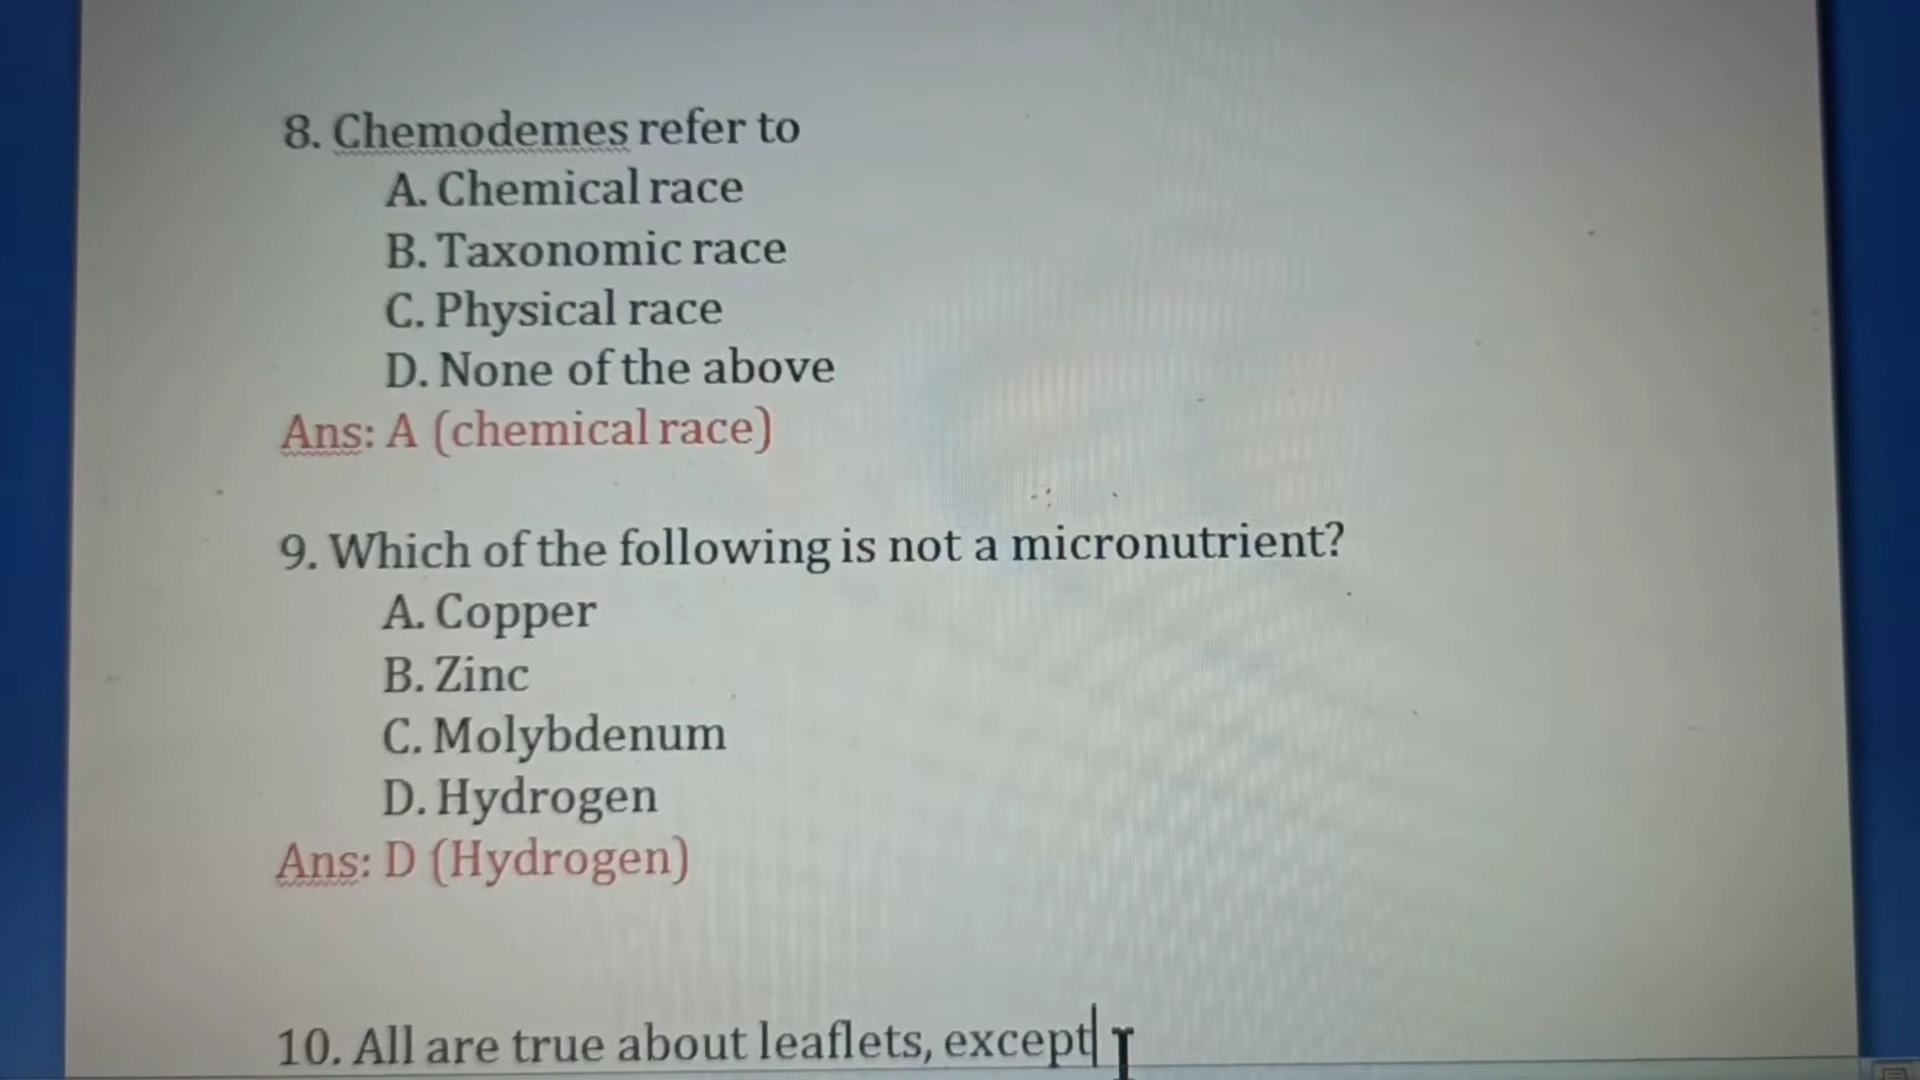 8. Chemodemes refer to
A. Chemical race
B. Taxonomic race
C. Physical race
D. None of the above
Ans: A (chemical race)
9. Which of the following is not a micronutrient?
A. Copper
B. Zinc
C. Molybdenum
D. Hydrogen
Ans: D (Hydrogen)
10. All are true about leaflets, except